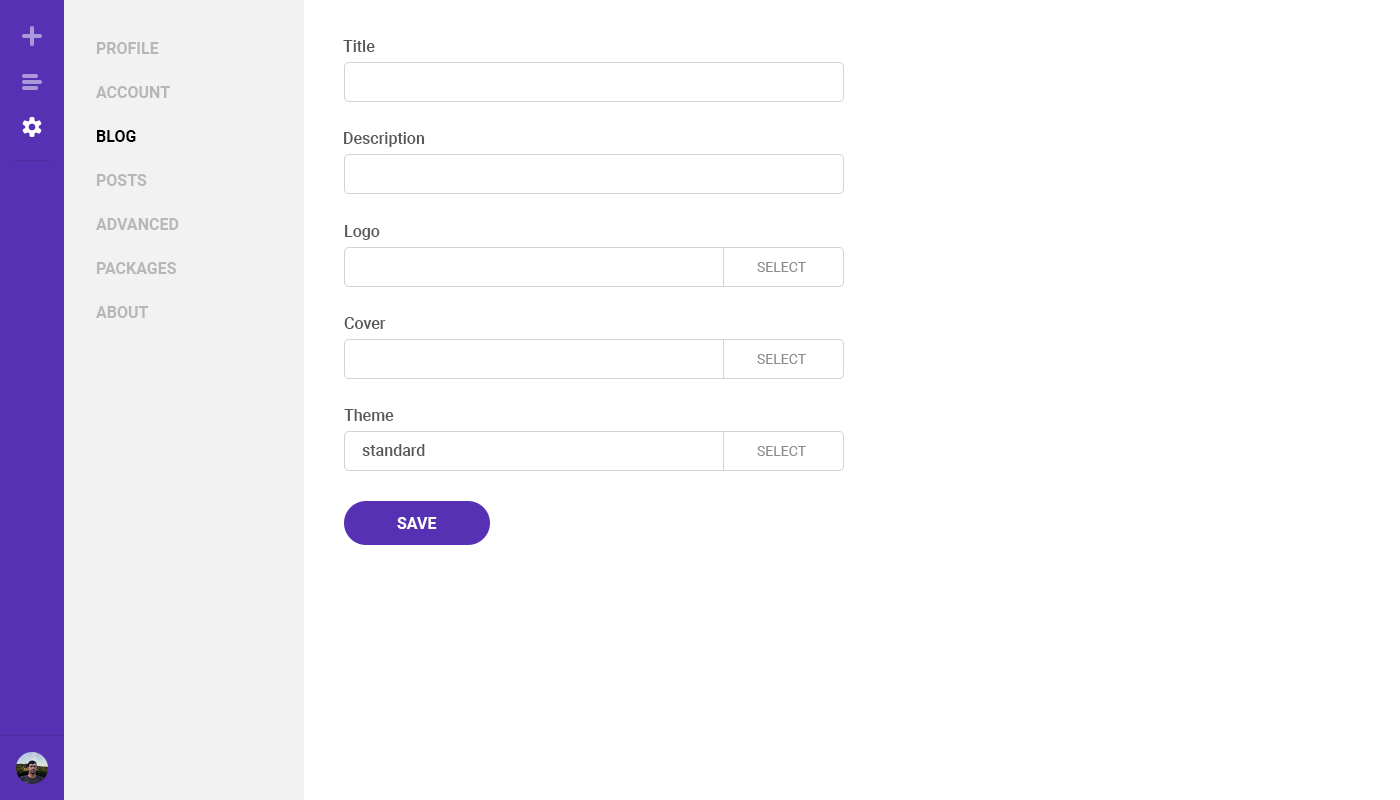 PROFILE
ACCOUNT
BLOG
POSTS
ADVANCED
PACKAGES
ABOUT
Title
Description
Logo
SELECT
Cover
SELECT
Theme
standard
SELECT
SAVE